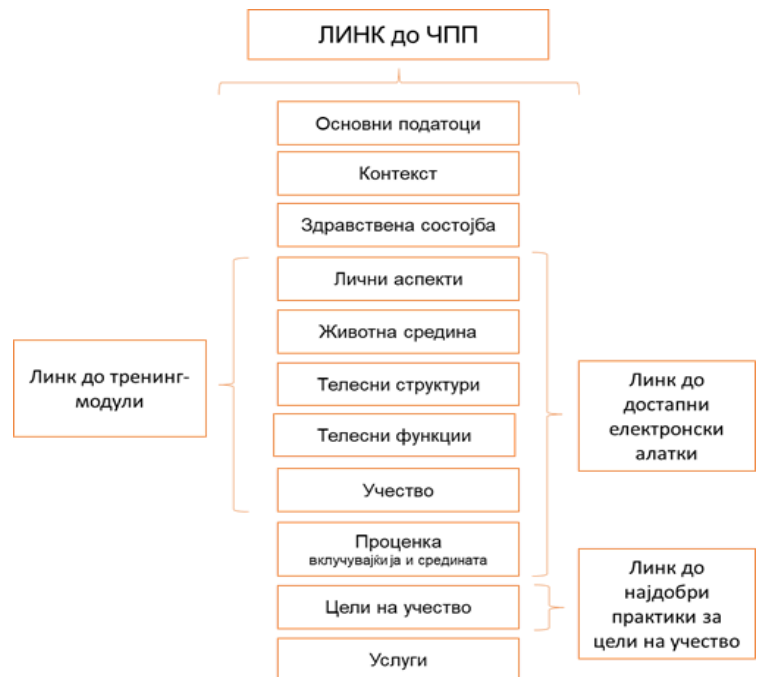 ЛИНК до ЧПП
Основни податоци
Контекст
Здравствена состојба
Лични аспекти
Животна средина
Телесни структури
Телесни функции
Учество
Проценка
вклучувајќи ја и средината
Цели на учество
Услуги
Линк до тренинг-
модули
Линк до
достапни
електронски
алатки
Линк до
најдобри
практики за
цели на учество